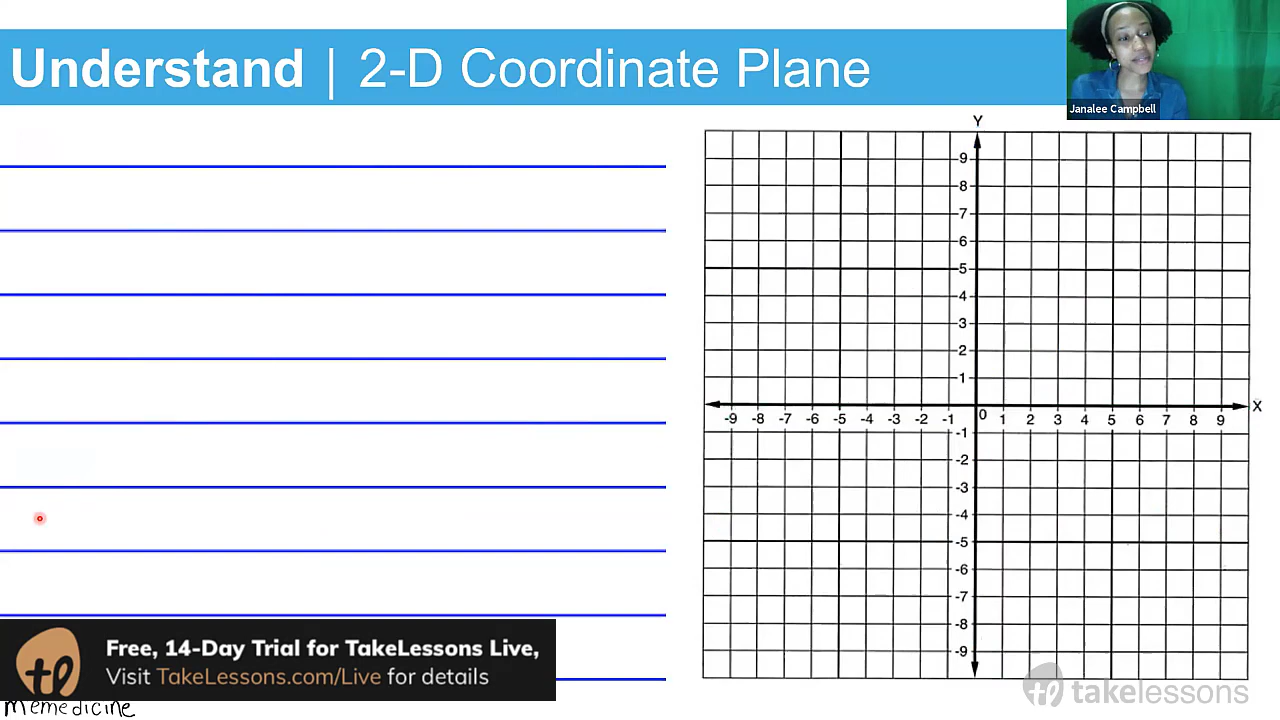 Understand | 2-D Coordinate Plane
Janalee Campbell
Y
9
8
7
6
5
4
3
2
1
X
-9 -8 -7 -6 -5 -4 -3 -2 -1 0 1 2 3 4 5 6 7 8 9
-1
-2
-3
-4
-5
-6
-7
-8
-9
Free, 14-Day Trial for TakeLessons Live,
Visit TakeLessons.com/Live for details
tl takelessons
memedicine